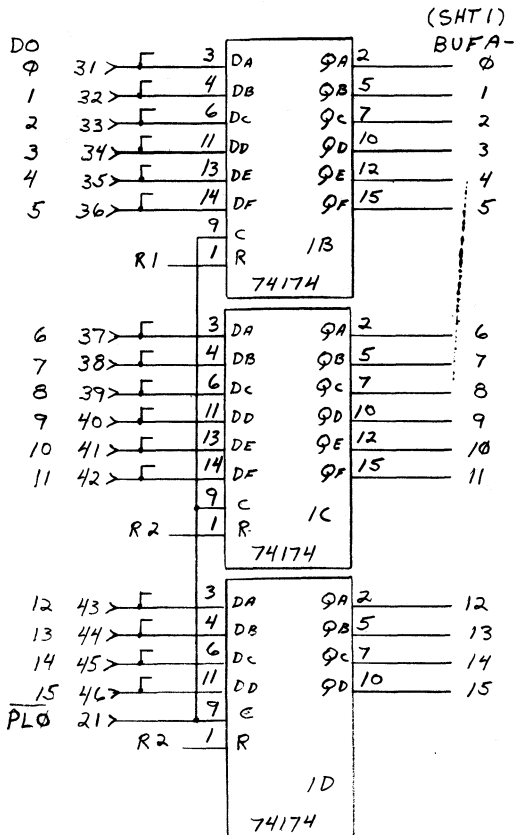 (SHT 1)
DO BUFA-
Ø 31 3 DA QA 2 Ø
1 32 4 DB QB 5 1
2 33 6 DC QC 7 2
3 34 11 DD QD 10 3
4 35 13 DE QE 12 4
5 36 14 DF QF 15 5
9 C
R1 1 R 1B
74174
6 37 3 DA QA 2 6
7 38 4 DB QB 5 7
8 39 6 DC QC 7 8
9 40 11 DD QD 10 9
10 41 13 DE QE 12 1Ø
11 42 14 DF QF 15 11
9 C
R2 1 R 1C
74174
12 43 3 DA QA 2 12
13 44 4 DB QB 5 13
14 45 6 DC QC 7 14
15 46 11 DD QD 10 15
PLØ 21 9 C
R2 1 R
1D
74174